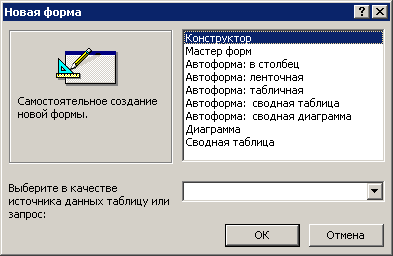 Новая форма
Самостоятельное создание
новой формы.
Конструктор
Мастер форм
Автоформа: в столбец
Автоформа: ленточная
Автоформа: табличная
Автоформа:  сводная таблица
Автоформа:  сводная диаграмма
Диаграмма
Сводная таблица
Выберите в качестве
источника данных таблицу или
запрос:
ОК
Отмена